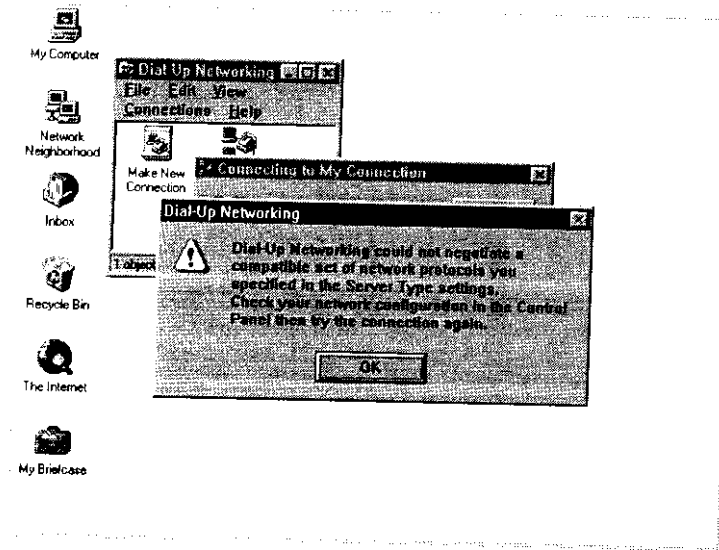 My Computer
Network
Neighborhood
Inbox
Recycle Bin
The Internet
My Briefcase
Dial-Up Networking
File Edit View
Connections Help
Make New
Connection
1 object
Connecting to My Connection
Dial-Up Networking
Dial-Up Networking could not negotiate a
compatible set of network protocols you
specified in the Server Type settings.
Check your network configuration in the Control
Panel then try the connection again.
OK